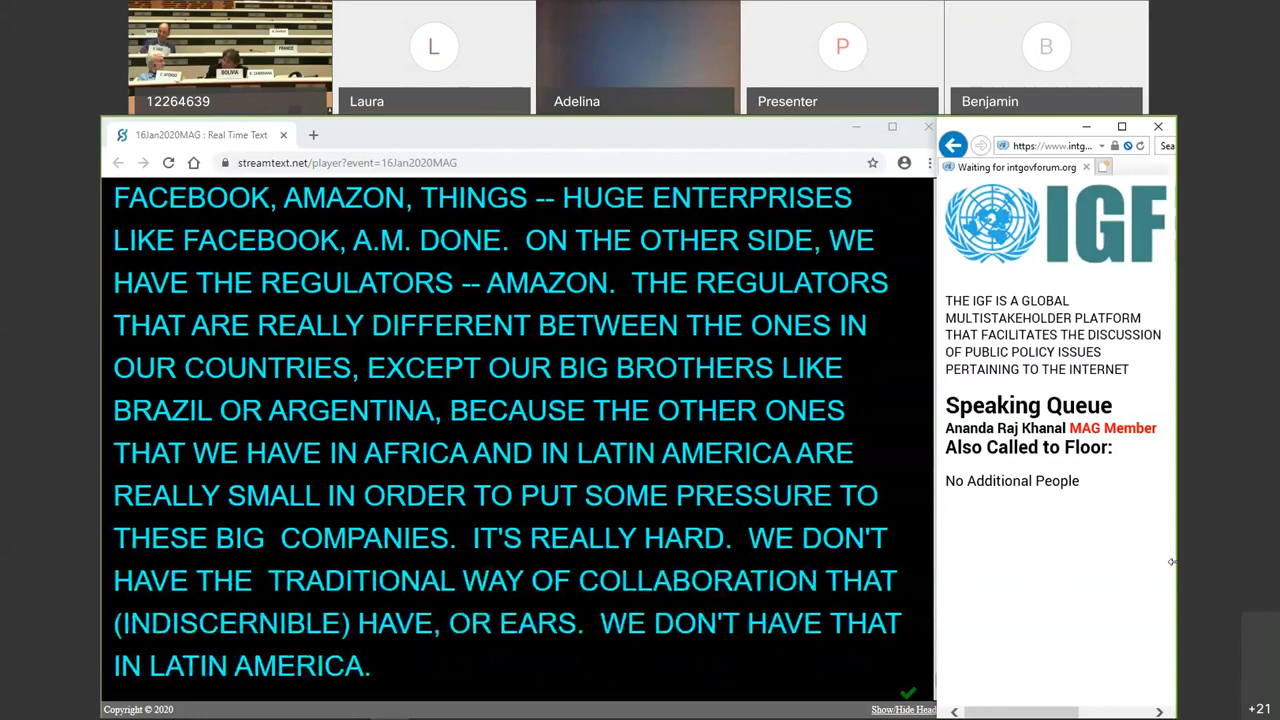 BOLIVIA
FRANCE
L
P
B
12264639
Laura
Adelina
Presenter
Benjamin
16Jan2020MAG : Real Time Text
streamtext.net/player?event=16Jan2020MAG
FACEBOOK, AMAZON, THINGS -- HUGE ENTERPRISES
LIKE FACEBOOK, A.M. DONE.  ON THE OTHER SIDE, WE
HAVE THE REGULATORS -- AMAZON.  THE REGULATORS
THAT ARE REALLY DIFFERENT BETWEEN THE ONES IN
OUR COUNTRIES, EXCEPT OUR BIG BROTHERS LIKE
BRAZIL OR ARGENTINA, BECAUSE THE OTHER ONES
THAT WE HAVE IN AFRICA AND IN LATIN AMERICA ARE
REALLY SMALL IN ORDER TO PUT SOME PRESSURE TO
THESE BIG  COMPANIES.  IT'S REALLY HARD.  WE DON'T
HAVE THE  TRADITIONAL WAY OF COLLABORATION THAT
(INDISCERNIBLE) HAVE, OR EARS.  WE DON'T HAVE THAT
IN LATIN AMERICA.
Copyright © 2020
Show/Hide Head
https://www.intg...
Sea
Waiting for intgovforum.org
IGF
THE IGF IS A GLOBAL
MULTISTAKEHOLDER PLATFORM
THAT FACILITATES THE DISCUSSION
OF PUBLIC POLICY ISSUES
PERTAINING TO THE INTERNET
Speaking Queue
Ananda Raj Khanal MAG Member
Also Called to Floor:
No Additional People
+21